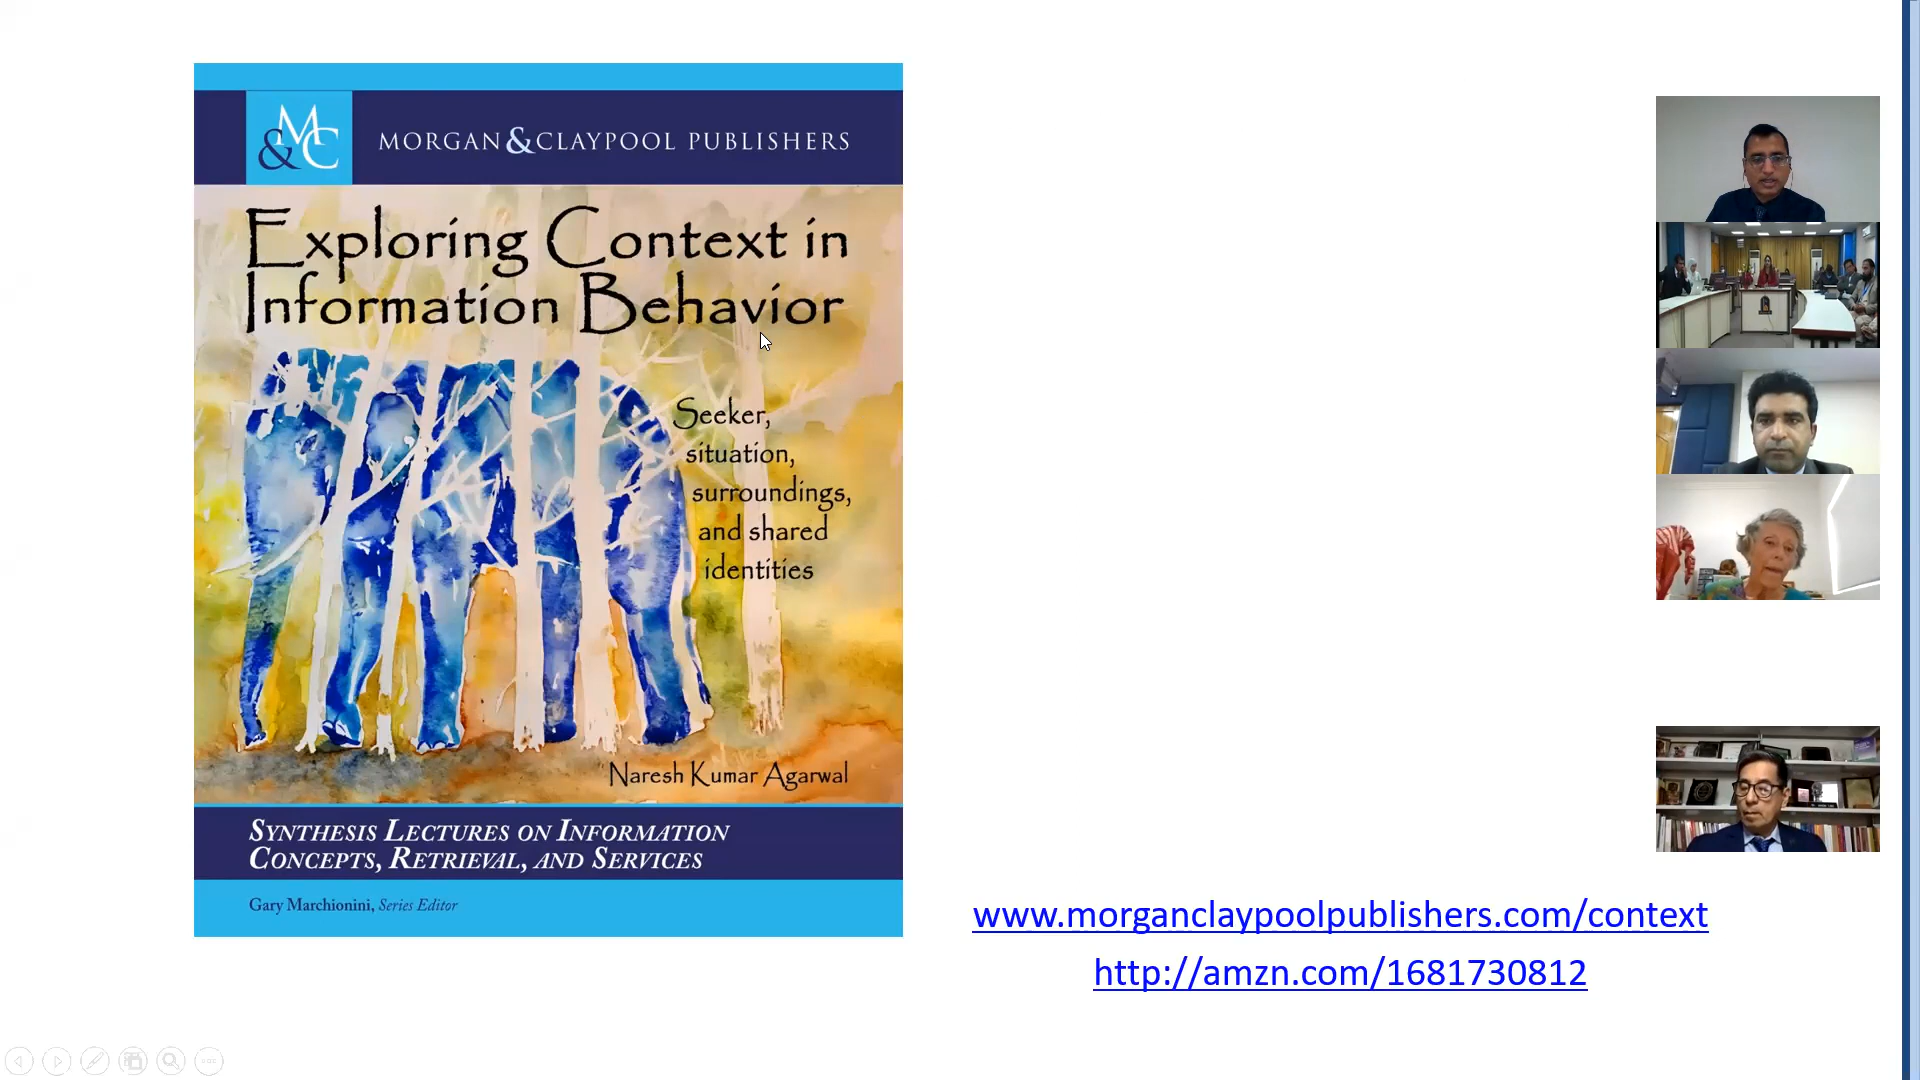 M&C
MORGAN&CLAYPOOL PUBLISHERS
Exploring Context in
Information Behavior
Seeker,
situation,
surroundings,
and shared
identities
Naresh Kumar Agarwal
SYNTHESIS LECTURES ON INFORMATION
CONCEPTS, RETRIEVAL, AND SERVICES
Gary Marchionini, Series Editor
www.morganclaypoolpublishers.com/context
http://amzn.com/1681730812